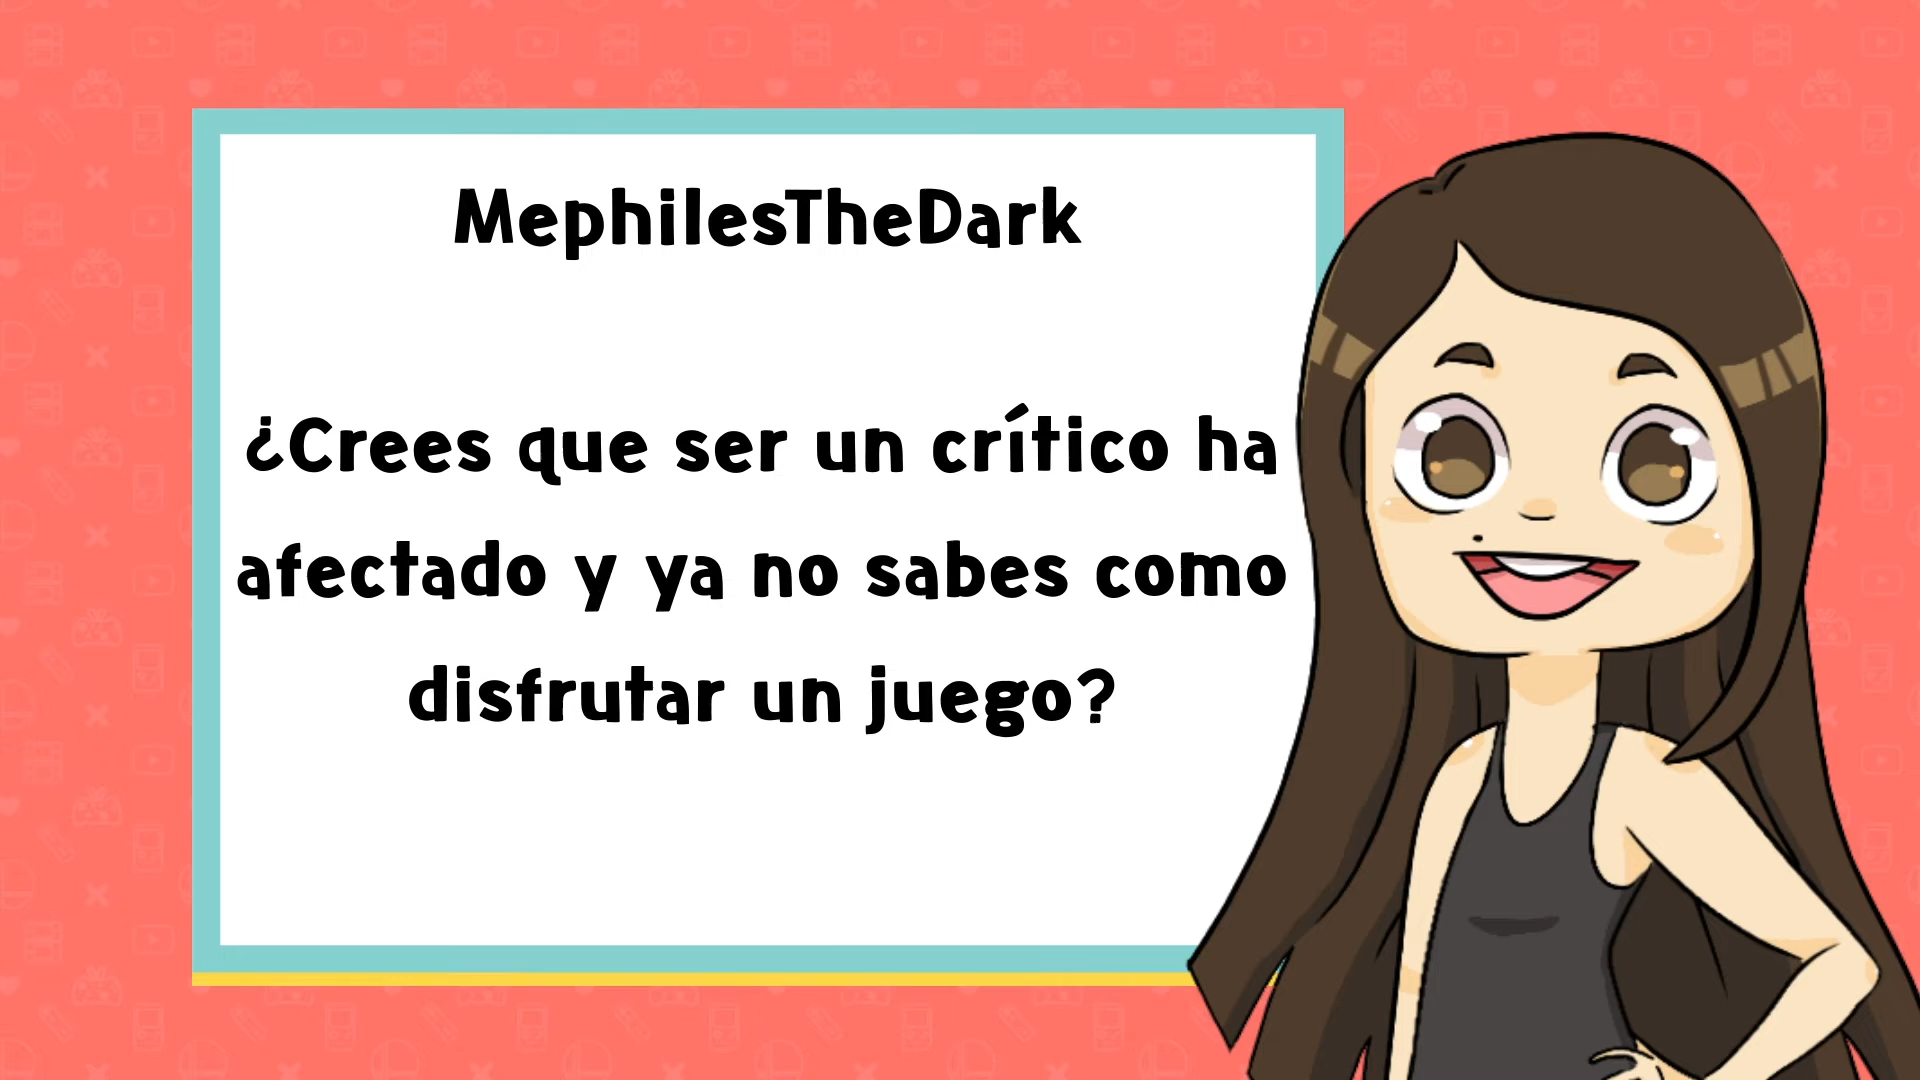 MephilesTheDark
¿Crees que ser un crítico ha
afectado y ya no sabes como
disfrutar un juego?